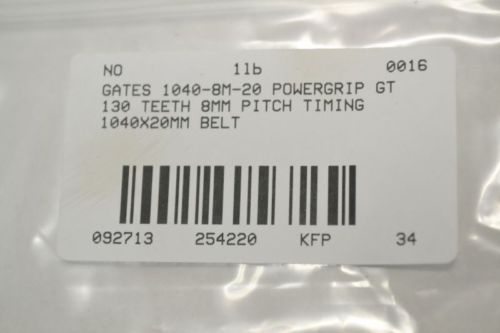 NO 1lb 0016
GATES 1040-8M-20 POWERGRIP GT
130 TEETH 8MM PITCH TIMING
1040X20MM BELT
092713 254220 KFP 34